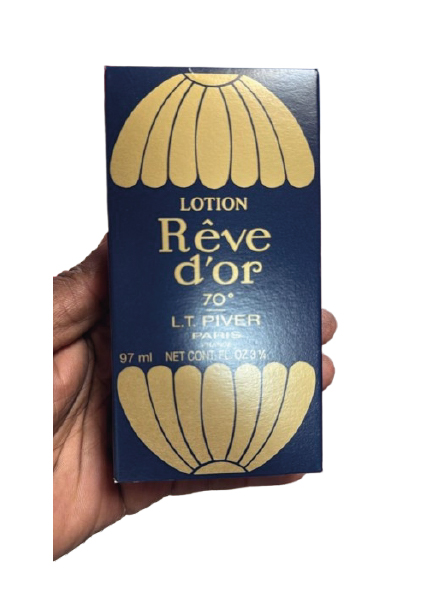 LOTION
Rêve
d'or
70°
L.T. PIVER
PARIS
97 ml NET CONT. FL. OZ 3 ¼